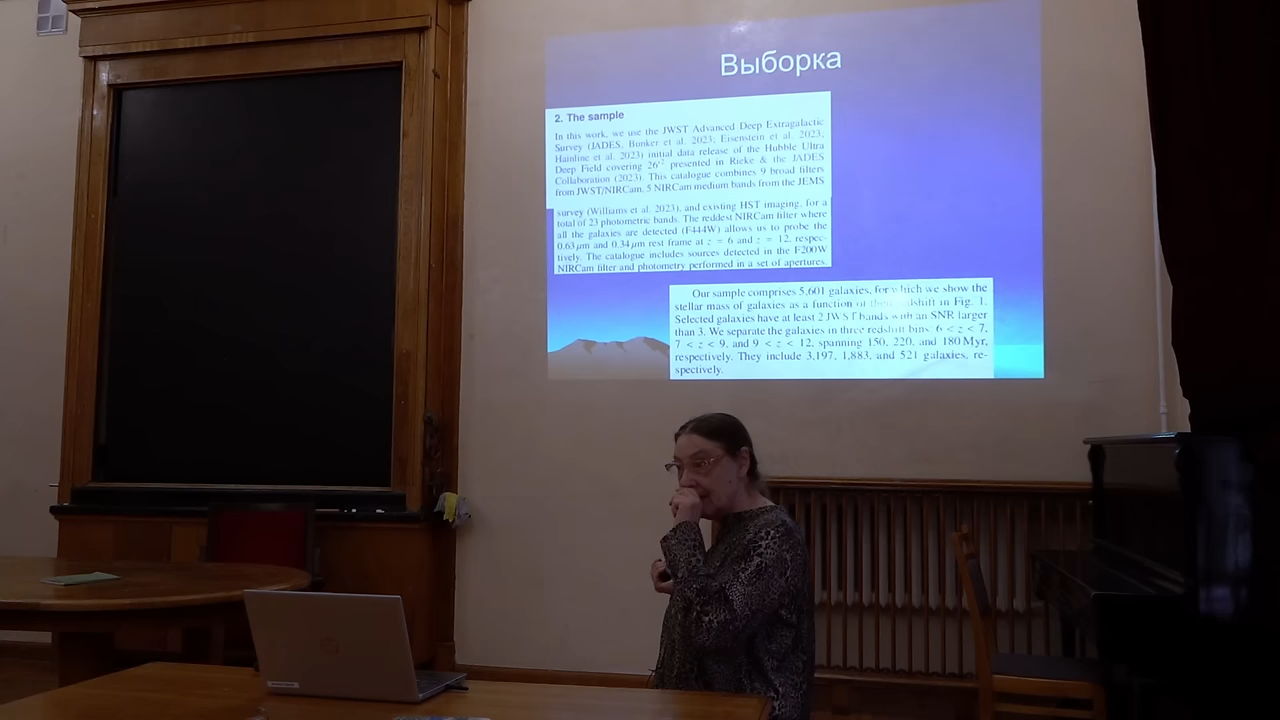 Выборка
2. The sample
In this work, we use the JWST Advanced Deep Extragalactic
Survey (JADES, Bunker et al. 2023; Eisenstein et al. 2023,
Hainline et al. 2023) initial data release of the Hubble Ultra
Deep Field covering 26'² presented in Rieke & the JADES
Collaboration (2023). This catalogue combines 9 broad filters
from JWST/NIRCam, 5 NIRCam medium bands from the JEMS
survey (Williams et al. 2023), and existing HST imaging, for a
total of 23 photometric bands. The reddest NIRCam filter where
all the galaxies are detected (F444W) allows us to probe the
0.63 μm and 0.34 μm rest frame at z = 6 and z = 12, respec-
tively. The catalogue includes sources detected in the F200W
NIRCam filter and photometry performed in a set of apertures.
Our sample comprises 5,601 galaxies, for which we show the
stellar mass of galaxies as a function of their redshift in Fig. 1.
Selected galaxies have at least 2 JWST bands with an SNR larger
than 3. We separate the galaxies in three redshift bins: 6 < z < 7,
7 < z < 9, and 9 < z < 12, spanning 150, 220, and 180 Myr,
respectively. They include 3,197, 1,883, and 521 galaxies, re-
spectively.